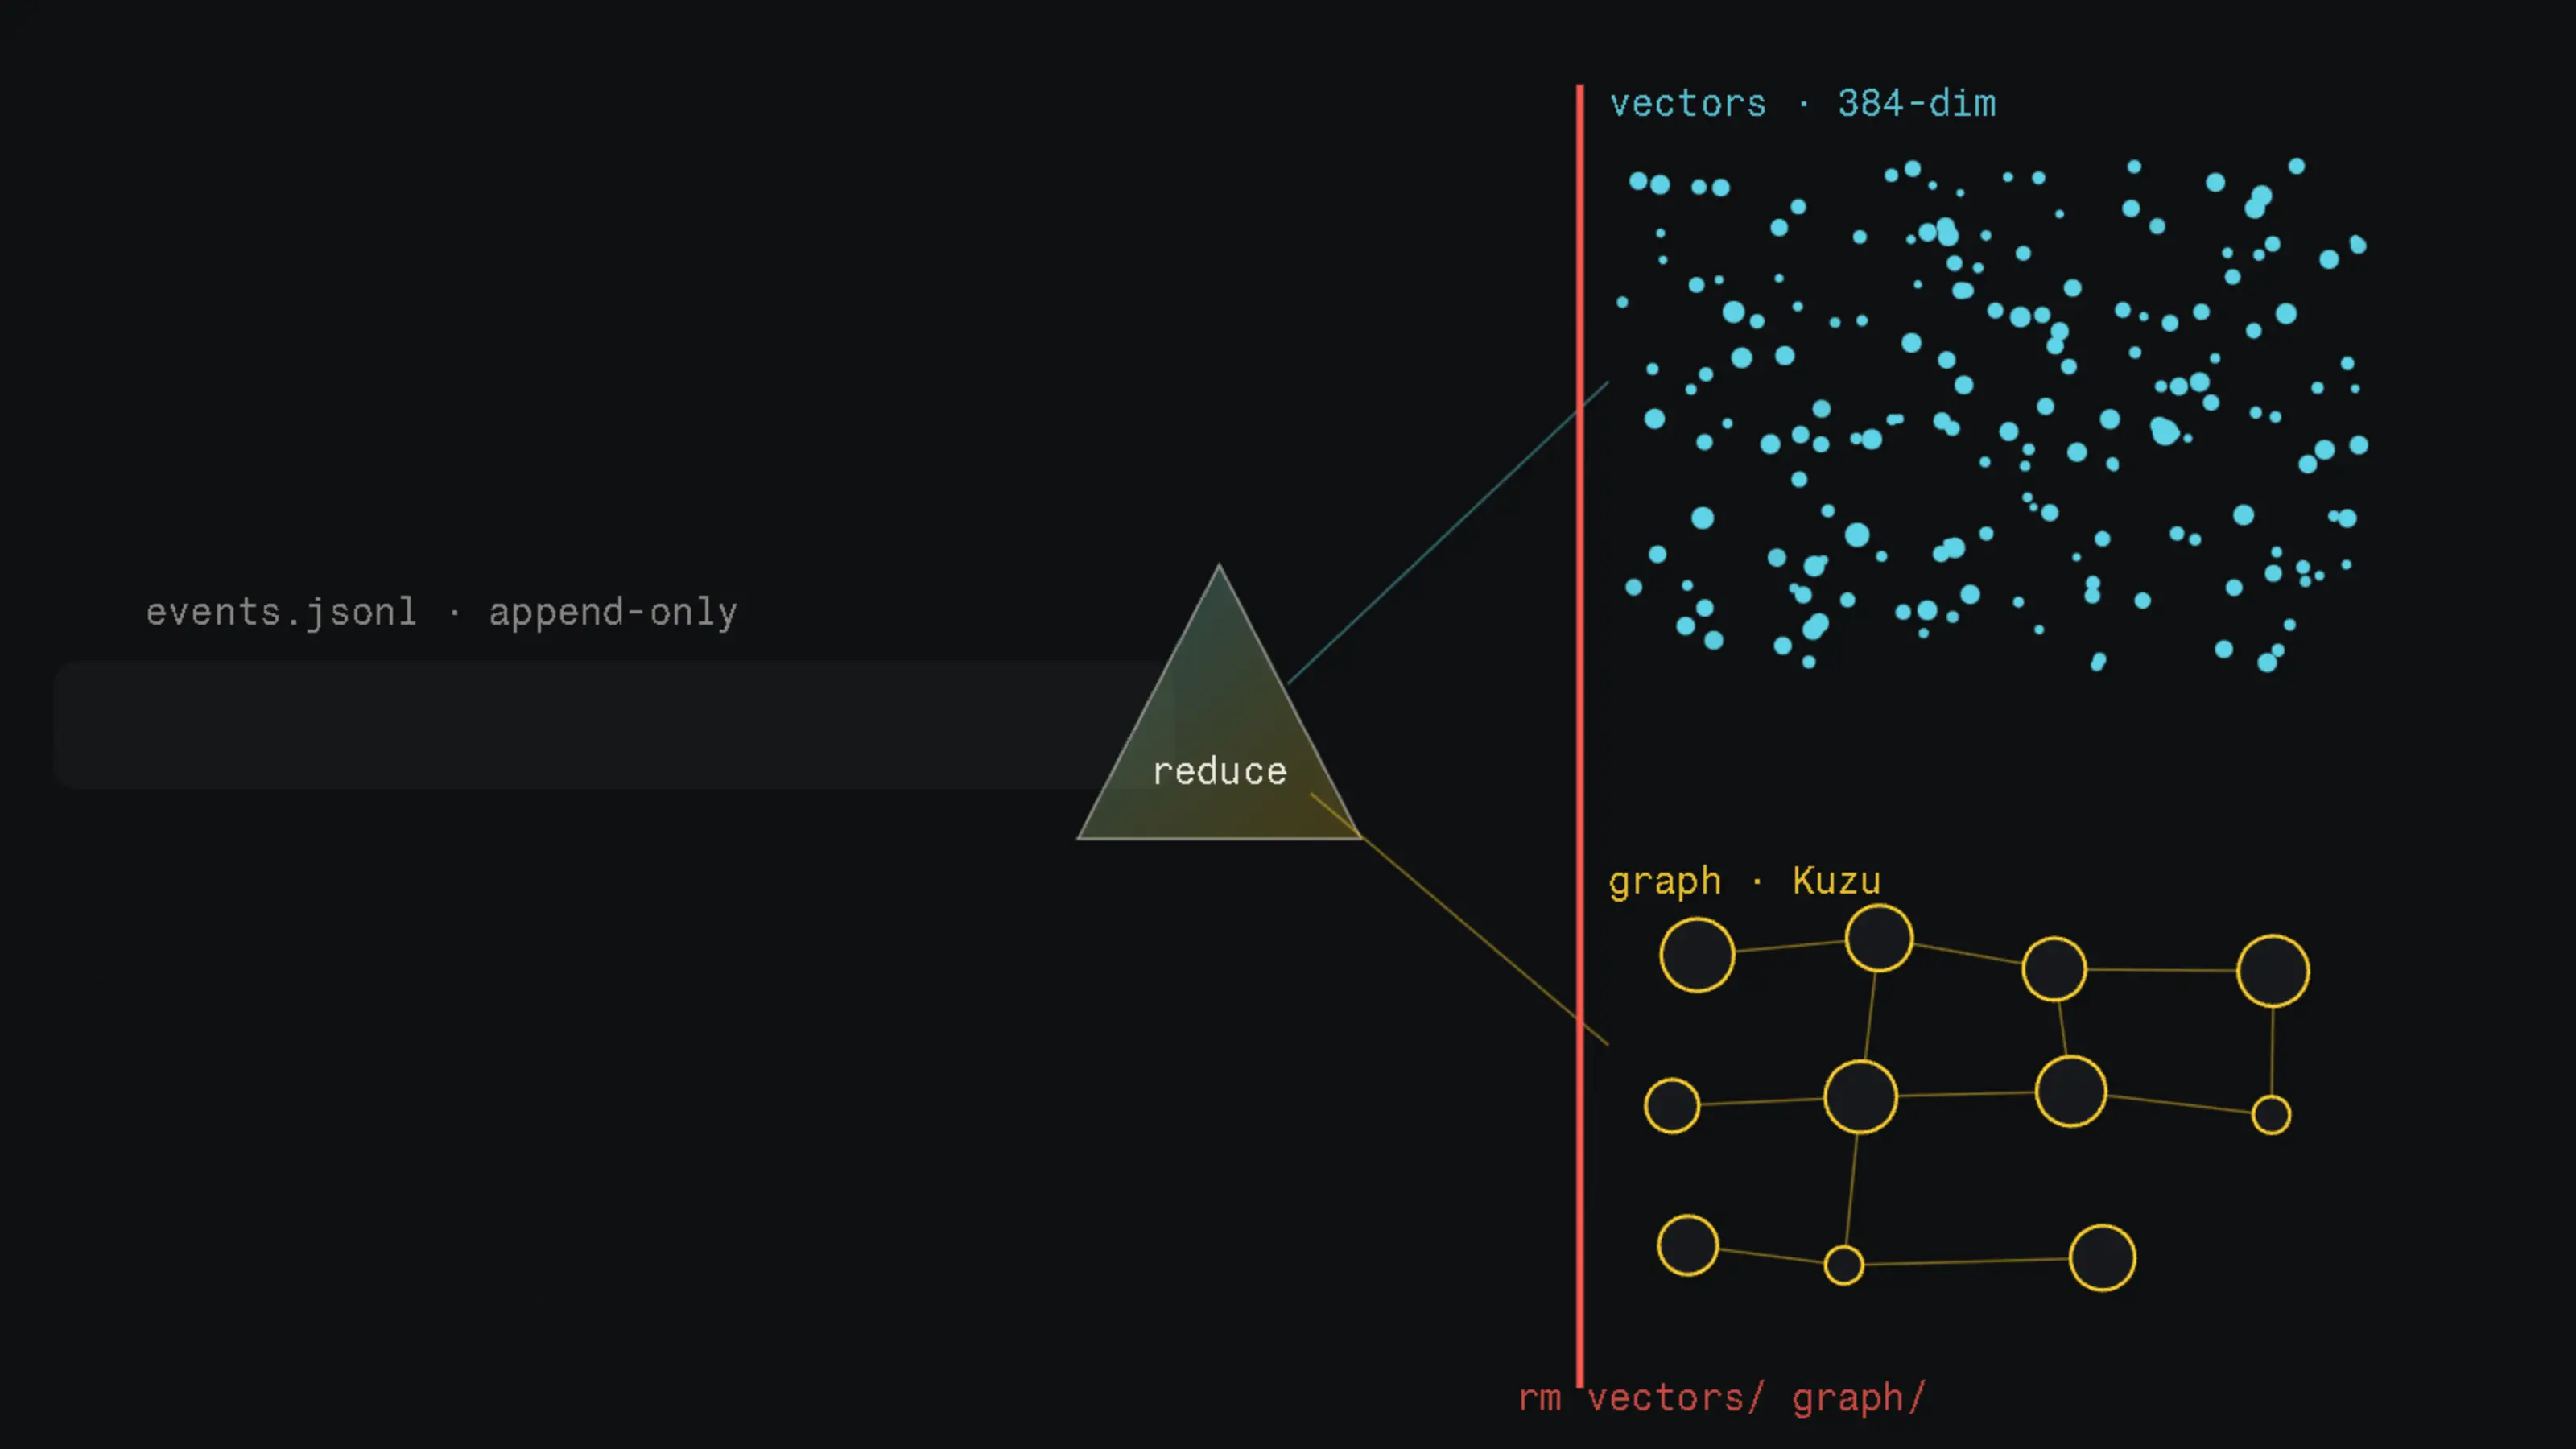 vectors · 384-dim
events.jsonl · append-only
reduce
graph · Kuzu
rm vectors/ graph/